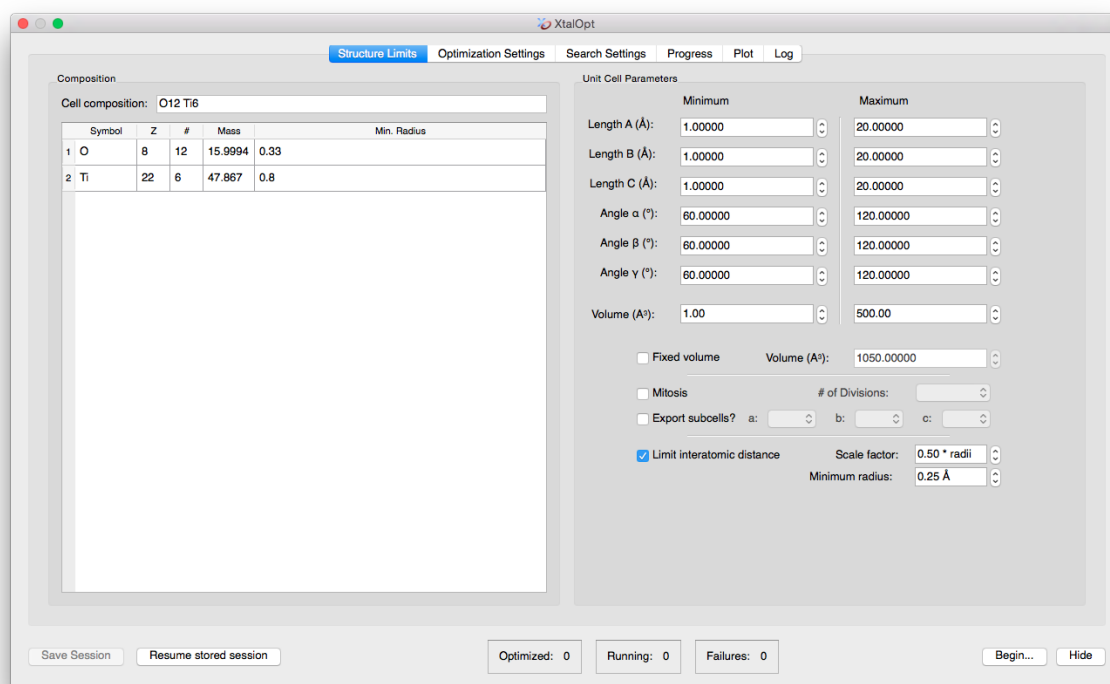 XtalOpt
Structure Limits Optimization Settings Search Settings Progress Plot Log
Composition
Cell composition: O12 Ti6
Symbol Z # Mass Min. Radius
1 O 8 12 15.9994 0.33
2 Ti 22 6 47.867 0.8
Unit Cell Parameters
Minimum Maximum
Length A (Å): 1.00000 20.00000
Length B (Å): 1.00000 20.00000
Length C (Å): 1.00000 20.00000
Angle α (°): 60.00000 120.00000
Angle β (°): 60.00000 120.00000
Angle γ (°): 60.00000 120.00000
Volume (A³): 1.00 500.00
Fixed volume Volume (A³): 1050.00000
Mitosis # of Divisions:
Export subcells? a: b: c:
Limit interatomic distance Scale factor: 0.50 * radii
Minimum radius: 0.25 Å
Save Session Resume stored session Optimized: 0 Running: 0 Failures: 0 Begin... Hide